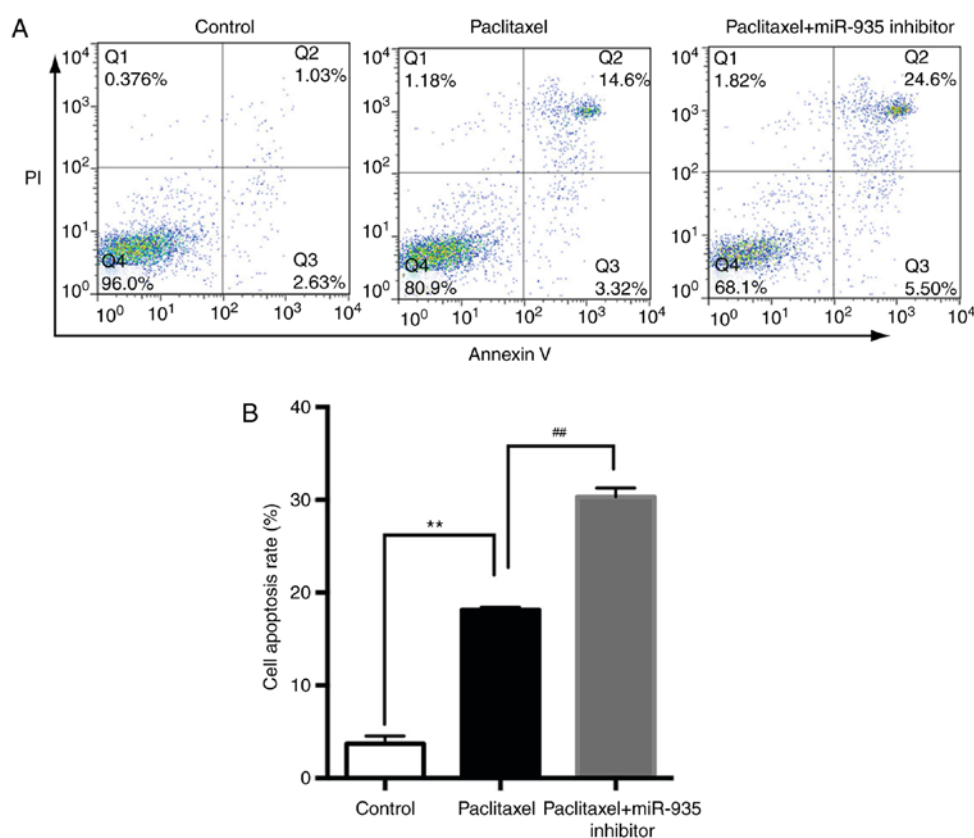 A
Control
Paclitaxel
Paclitaxel+miR-935 inhibitor
Q1
0.376%
Q2
1.03%
Q4
96.0%
Q3
2.63%
10⁴
10³
10²
10¹
10⁰
10⁰ 10¹ 10² 10³ 10⁴
Q1
1.18%
Q2
14.6%
Q4
80.9%
Q3
3.32%
10⁴
10³
10²
10¹
10⁰
10⁰ 10¹ 10² 10³ 10⁴
Q1
1.82%
Q2
24.6%
Q4
68.1%
Q3
5.50%
10⁴
10³
10²
10¹
10⁰
10⁰ 10¹ 10² 10³ 10⁴
PI
Annexin V
B
Cell apoptosis rate (%)
40
30
20
10
0
**
##
Control
Paclitaxel
Paclitaxel+miR-935
inhibitor